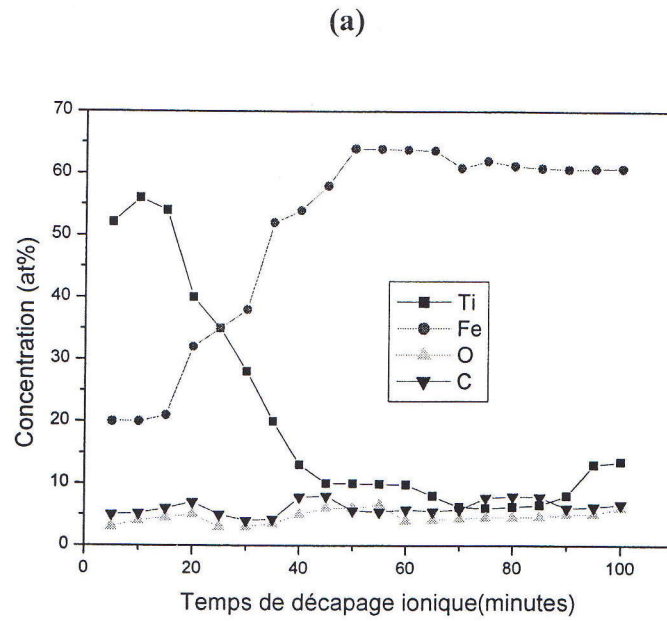 (a)
70
60
50
40
30
20
10
0
Concentration (at%)
Ti
Fe
O
C
0 20 40 60 80 100
Temps de décapage ionique(minutes)